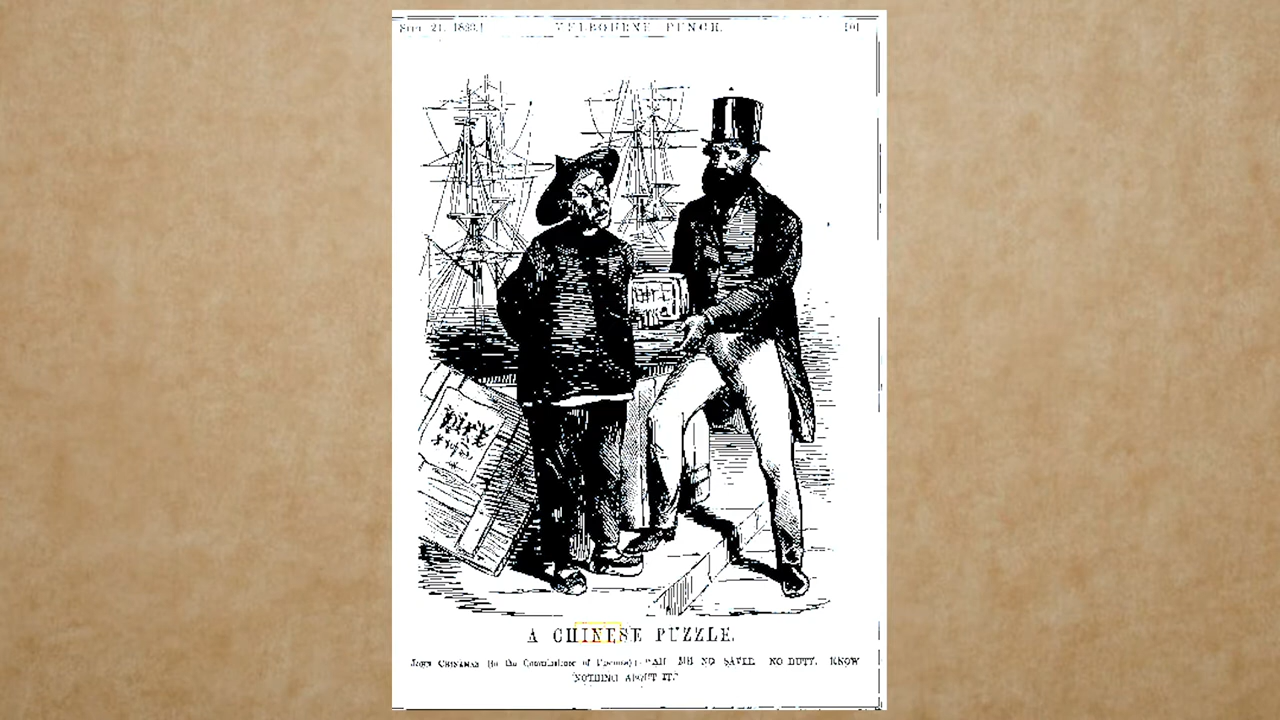 MELBOURNE PUNCH.
A CHINESE PUZZLE.
JOHN CHINAMAN (to the Commissioner of Customs):—"AH ME NO SAVEE NO DUTY. KNOW
NOTHING ABOUT IT."